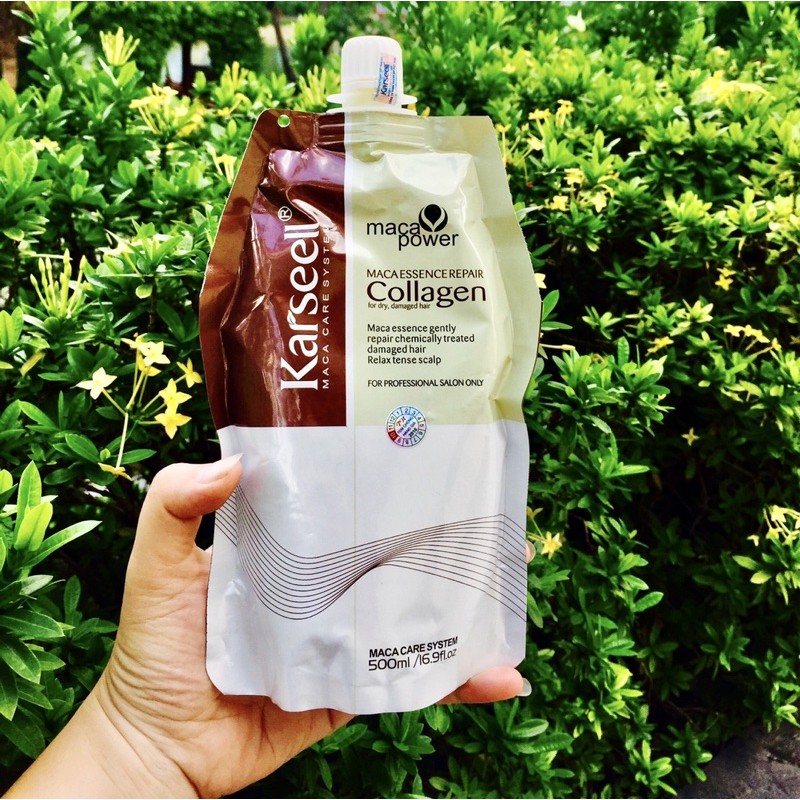 Karseell
Karseell®
MACA CARE SYSTEM
maca
power
MACA ESSENCE REPAIR
Collagen
for dry, damaged hair
Maca essence gently
repair chemically treated
damaged hair
Relax tense scalp
FOR PROFESSIONAL SALON ONLY
MACA CARE SYSTEM
500ml /16.9fl.oz